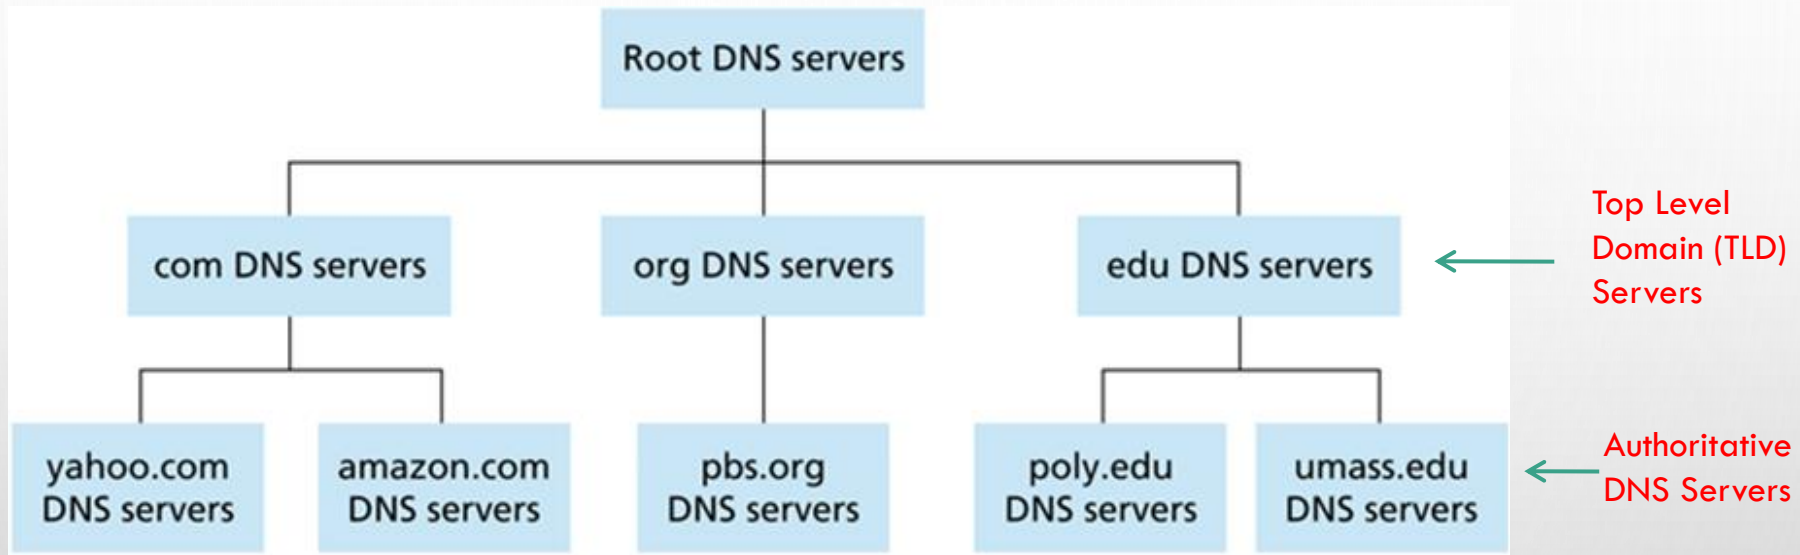 Root DNS servers
com DNS servers
org DNS servers
edu DNS servers
Top Level
Domain (TLD)
Servers
yahoo.com
DNS servers
amazon.com
DNS servers
pbs.org
DNS servers
poly.edu
DNS servers
umass.edu
DNS servers
Authoritative
DNS Servers